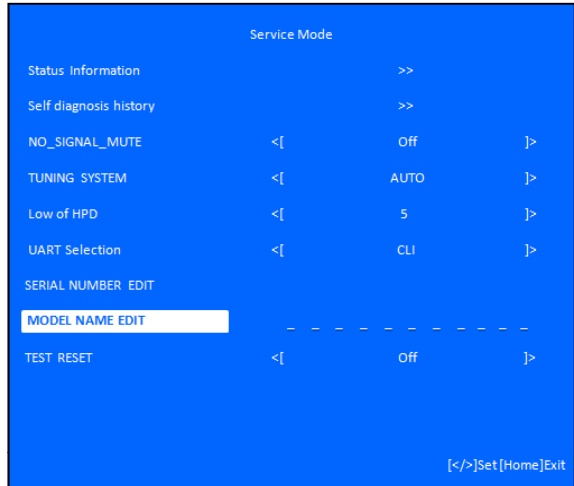 Service Mode
Status Information >>
Self diagnosis history >>
NO_SIGNAL_MUTE <[ Off ]>
TUNING SYSTEM <[ AUTO ]>
Low of HPD <[ 5 ]>
UART Selection <[ CLI ]>
SERIAL NUMBER EDIT
MODEL NAME EDIT _ _ _ _ _ _ _ _ _ _ _
TEST RESET <[ Off ]>
[</>]Set[Home]Exit